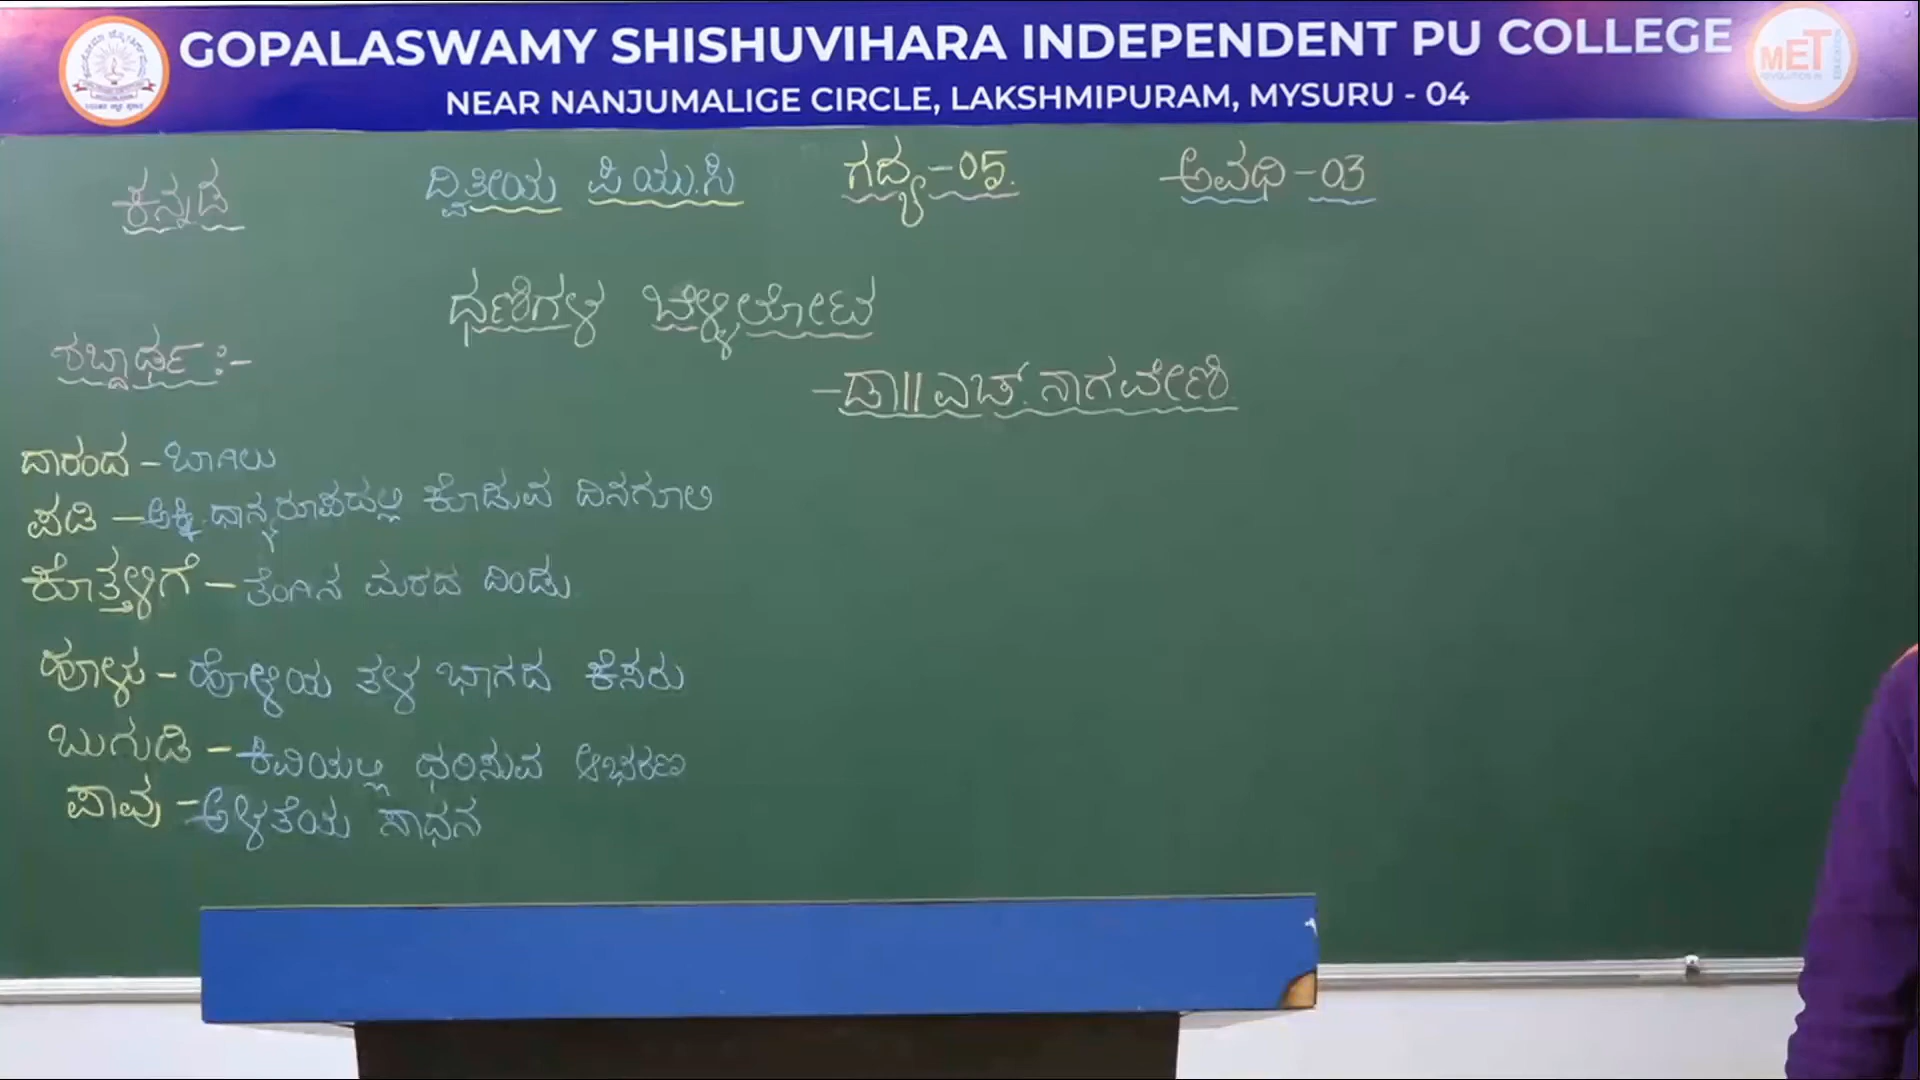 GOPALASWAMY SHISHUVIHARA INDEPENDENT PU COLLEGE
NEAR NANJUMALIGE CIRCLE, LAKSHMIPURAM, MYSURU - 04
MET
ಕನ್ನಡ ದ್ವಿತೀಯ ಪಿ ಯು.ಸಿ ಗದ್ಯ-05. ಅವಧಿ-03
ಧಣಿಗಳ ಬೆಳ್ಳಿಲೋಟ
ಶಬ್ದಾರ್ಥ :-
-ಡಾ|| ಎಚ್. ನಾಗವೇಣಿ
ದಾರಂದ - ಬಾಗಿಲು
ಪಡಿ - ಅಕ್ಕಿ ಧಾನ್ಯರೂಪದಲ್ಲಿ ಕೊಡುವ ದಿನಗೂಲಿ
ಕೊತ್ತಳಿಗೆ - ತೆಂಗಿನ ಮರದ ದಿಂಡು
ಹೂಳು - ಹೊಳೆಯ ತಳ ಭಾಗದ ಕೆಸರು
ಬುಗುಡಿ - ಕಿವಿಯಲ್ಲಿ ಧರಿಸುವ ಆಭರಣ
ಪಾವು - ಅಳತೆಯ ಸಾಧನ